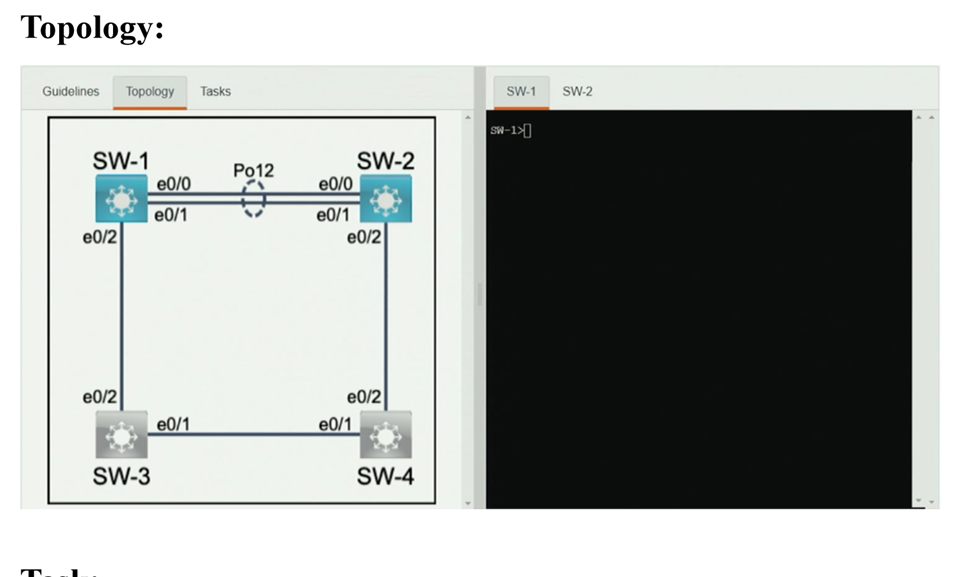 Topology:
Guidelines Topology Tasks
SW-1 SW-2
SW-1>
SW-1 SW-2
Po12
e0/0 e0/0
e0/1 e0/1
e0/2 e0/2
e0/2 e0/2
e0/1 e0/1
SW-3 SW-4